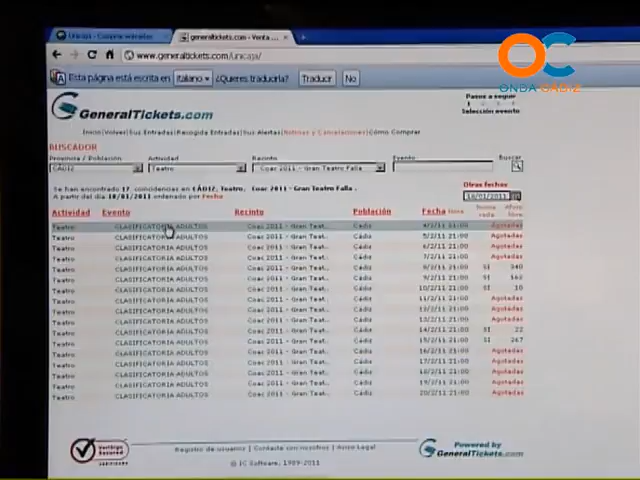 Unicaja - Comprar entradas
generaltickets.com - Venta ...
www.generaltickets.com/unicaja/
Esta página está escrita en Italiano ¿Quieres traducirla? Traducir No
OC
ONDA CÁDIZ
GeneralTickets.com
Pasos a seguir
Selección evento
Inicio|Volver|Sus Entradas|Recogida Entradas|Sus Alertas|Noticias y Cancelaciones|Cómo Comprar
BUSCADOR
Provincia / Población Actividad Recinto Evento Buscar
CÁDIZ Teatro Coac 2011 - Gran Teatro Falla
Se han encontrado 17, coincidencias en CÁDIZ, Teatro, Coac 2011 - Gran Teatro Falla .
A partir del dia-18/01/2011 ordenado por Fecha
Otras fechas
18/01/2011
Actividad Evento Recinto Población Fecha Hora Aforo libre
Teatro CLASIFICATORIA ADULTOS Coac 2011 - Gran Teat.. Cádiz 4/2/11 21:00 Agotadas
Teatro CLASIFICATORIA ADULTOS Coac 2011 - Gran Teat.. Cádiz 5/2/11 21:00 Agotadas
Teatro CLASIFICATORIA ADULTOS Coac 2011 - Gran Teat.. Cádiz 6/2/11 21:00 Agotadas
Teatro CLASIFICATORIA ADULTOS Coac 2011 - Gran Teat.. Cádiz 7/2/11 21:00 Agotadas
Teatro CLASIFICATORIA ADULTOS Coac 2011 - Gran Teat.. Cádiz 8/2/11 21:00 SI 340
Teatro CLASIFICATORIA ADULTOS Coac 2011 - Gran Teat.. Cádiz 9/2/11 21:00 SI 162
Teatro CLASIFICATORIA ADULTOS Coac 2011 - Gran Teat.. Cádiz 10/2/11 21:00 SI 10
Teatro CLASIFICATORIA ADULTOS Coac 2011 - Gran Teat.. Cádiz 11/2/11 21:00 Agotadas
Teatro CLASIFICATORIA ADULTOS Coac 2011 - Gran Teat.. Cádiz 12/2/11 21:00 Agotadas
Teatro CLASIFICATORIA ADULTOS Coac 2011 - Gran Teat.. Cádiz 13/2/11 21:00 Agotadas
Teatro CLASIFICATORIA ADULTOS Coac 2011 - Gran Teat.. Cádiz 14/2/11 21:00 SI 22
Teatro CLASIFICATORIA ADULTOS Coac 2011 - Gran Teat.. Cádiz 15/2/11 21:00 SI 267
Teatro CLASIFICATORIA ADULTOS Coac 2011 - Gran Teat.. Cádiz 16/2/11 21:00 Agotadas
Teatro CLASIFICATORIA ADULTOS Coac 2011 - Gran Teat.. Cádiz 17/2/11 21:00 Agotadas
Teatro CLASIFICATORIA ADULTOS Coac 2011 - Gran Teat.. Cádiz 18/2/11 21:00 Agotadas
Teatro CLASIFICATORIA ADULTOS Coac 2011 - Gran Teat.. Cádiz 19/2/11 21:00 Agotadas
Teatro CLASIFICATORIA ADULTOS Coac 2011 - Gran Teat.. Cádiz 20/2/11 21:00 Agotadas
VeriSign Secured
Registro de usuarios | Contacte con nosotros | Aviso Legal
© IC Software, 1989-2011
Powered by
GeneralTickets.com